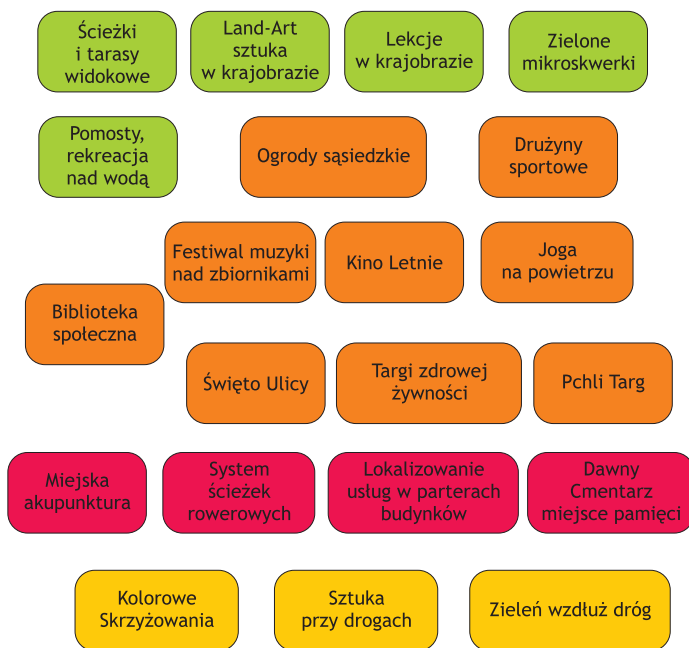 Ścieżki
i tarasy
widokowe
Land-Art
sztuka
w krajobrazie
Lekcje
w krajobrazie
Zielone
mikroskwerki
Pomosty,
rekreacja
nad wodą
Ogrody sąsiedzkie
Drużyny
sportowe
Festiwal muzyki
nad zbiornikami
Kino Letnie
Joga
na powietrzu
Biblioteka
społeczna
Święto Ulicy
Targi zdrowej
żywności
Pchli Targ
Miejska
akupunktura
System
ścieżek
rowerowych
Lokalizowanie
usług w parterach
budynków
Dawny
Cmentarz
miejsce pamięci
Kolorowe
Skrzyżowania
Sztuka
przy drogach
Zieleń wzdłuż dróg